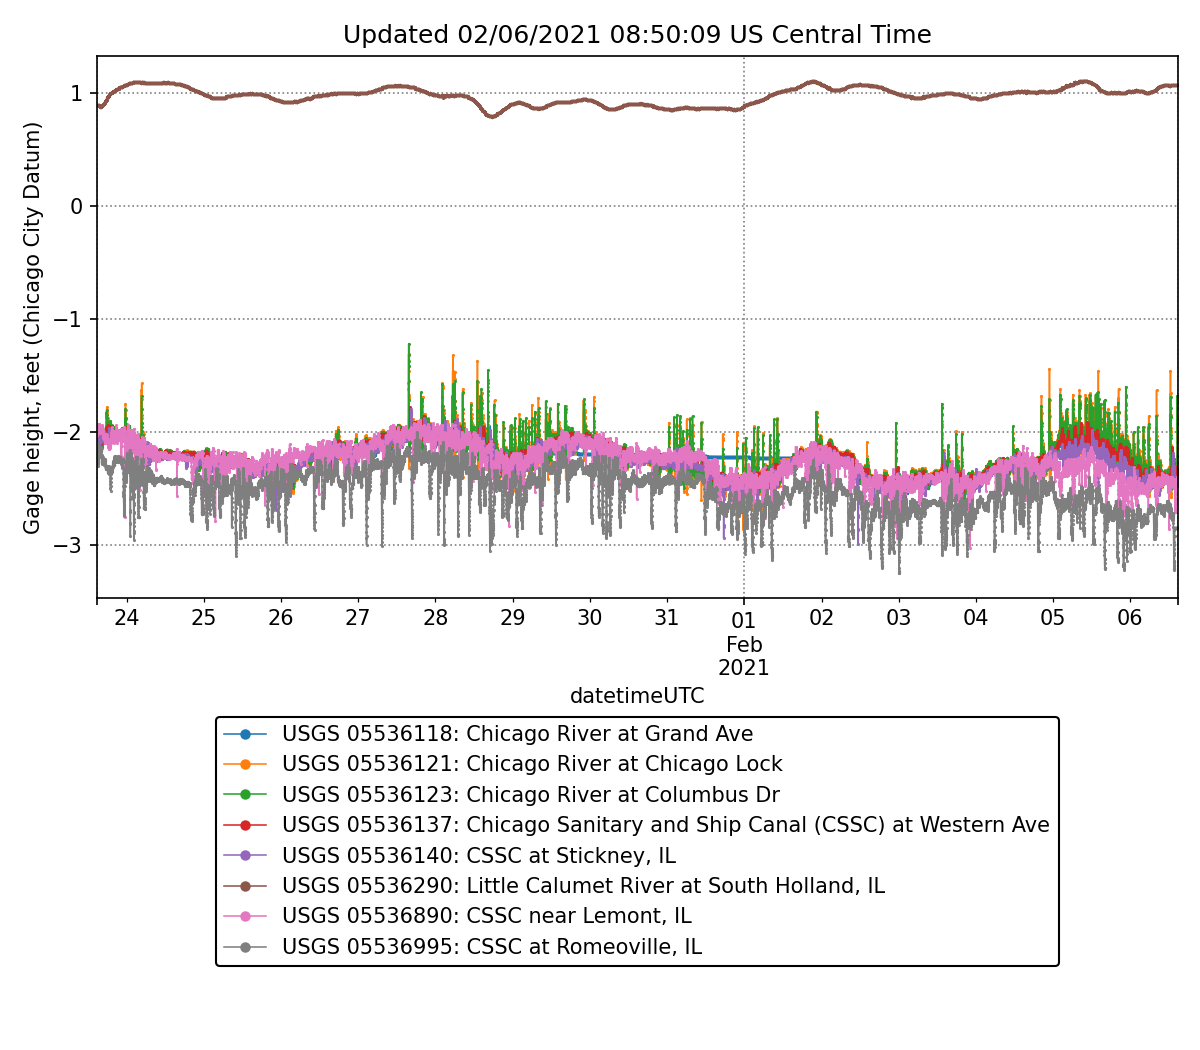 Updated 02/06/2021 08:50:09 US Central Time
Gage height, feet (Chicago City Datum)
1
0
−1
−2
−3
24 25 26 27 28 29 30 31 01 02 03 04 05 06
Feb
2021
datetimeUTC
USGS 05536118: Chicago River at Grand Ave
USGS 05536121: Chicago River at Chicago Lock
USGS 05536123: Chicago River at Columbus Dr
USGS 05536137: Chicago Sanitary and Ship Canal (CSSC) at Western Ave
USGS 05536140: CSSC at Stickney, IL
USGS 05536290: Little Calumet River at South Holland, IL
USGS 05536890: CSSC near Lemont, IL
USGS 05536995: CSSC at Romeoville, IL